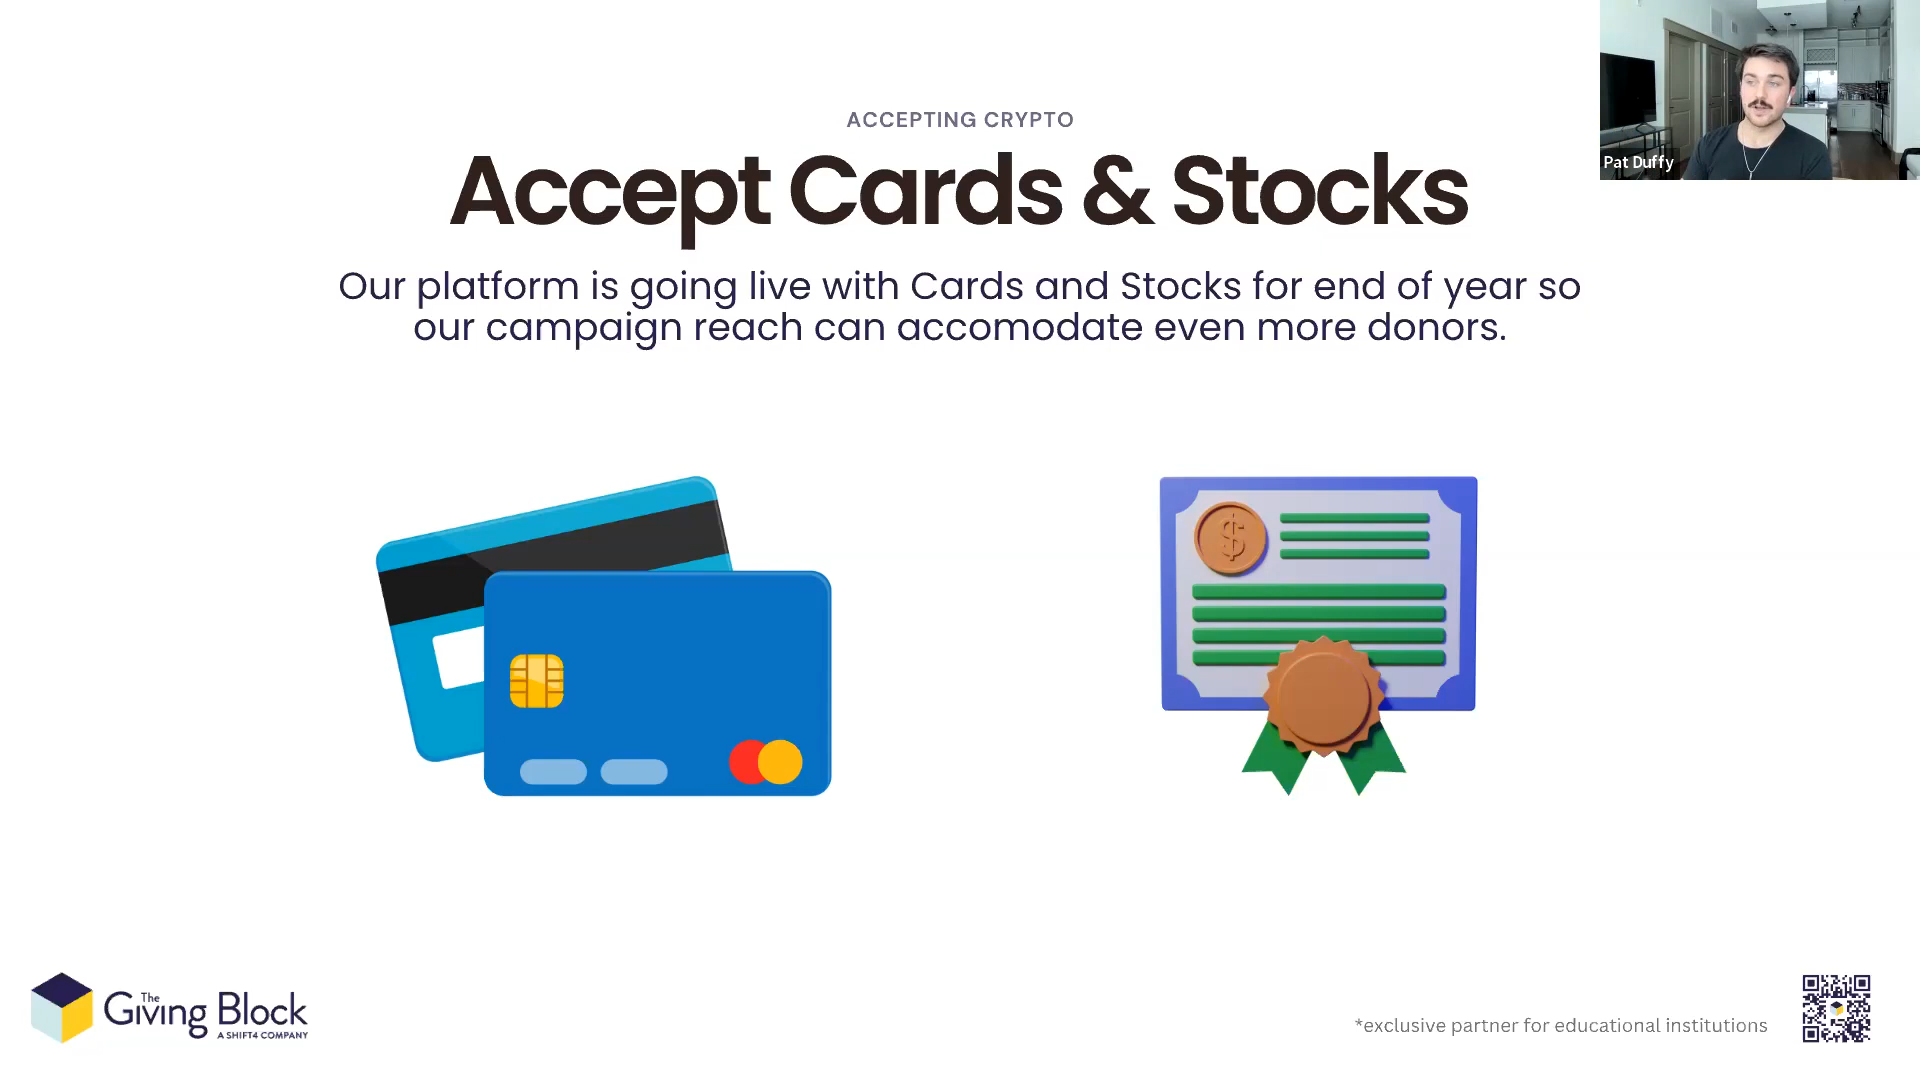 ACCEPTING CRYPTO
Accept Cards & Stocks
Our platform is going live with Cards and Stocks for end of year so
our campaign reach can accomodate even more donors.
Pat Duffy
$
The
Giving Block
A SHIFT4 COMPANY
*exclusive partner for educational institutions